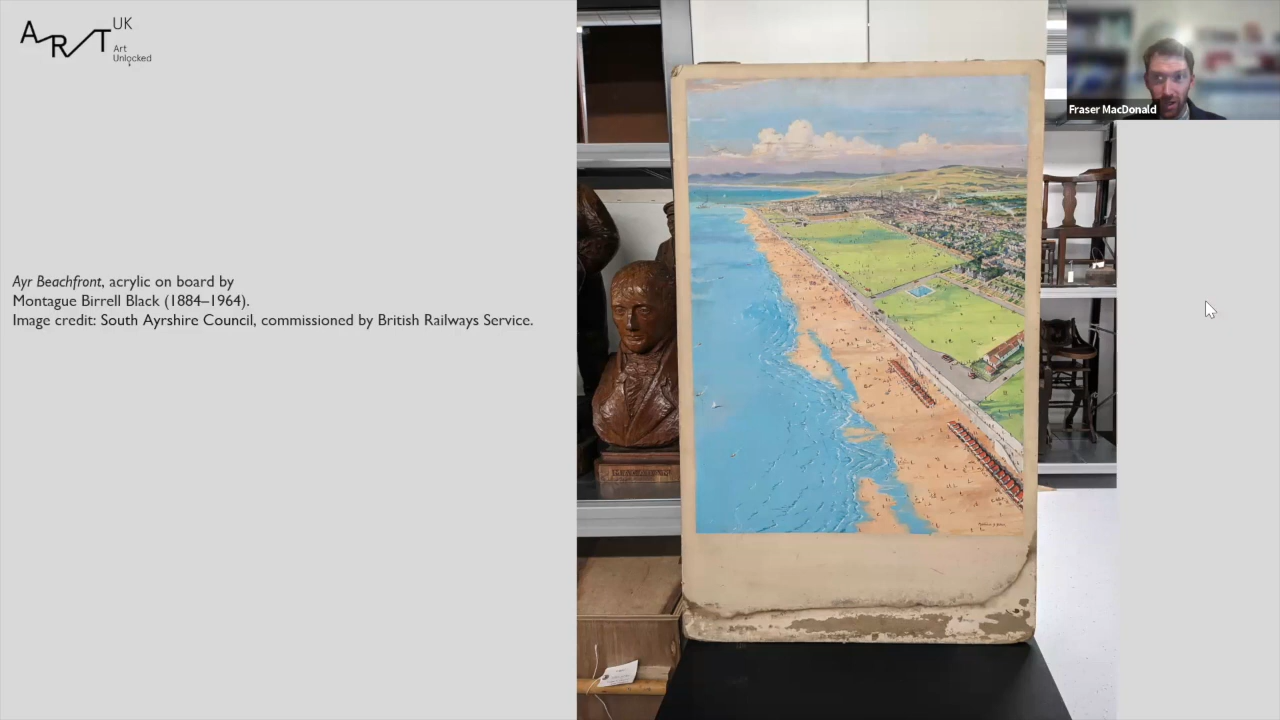 ART UK
Art
Unlocked
Fraser MacDonald
Ayr Beachfront, acrylic on board by
Montague Birrell Black (1884–1964).
Image credit: South Ayrshire Council, commissioned by British Railways Service.